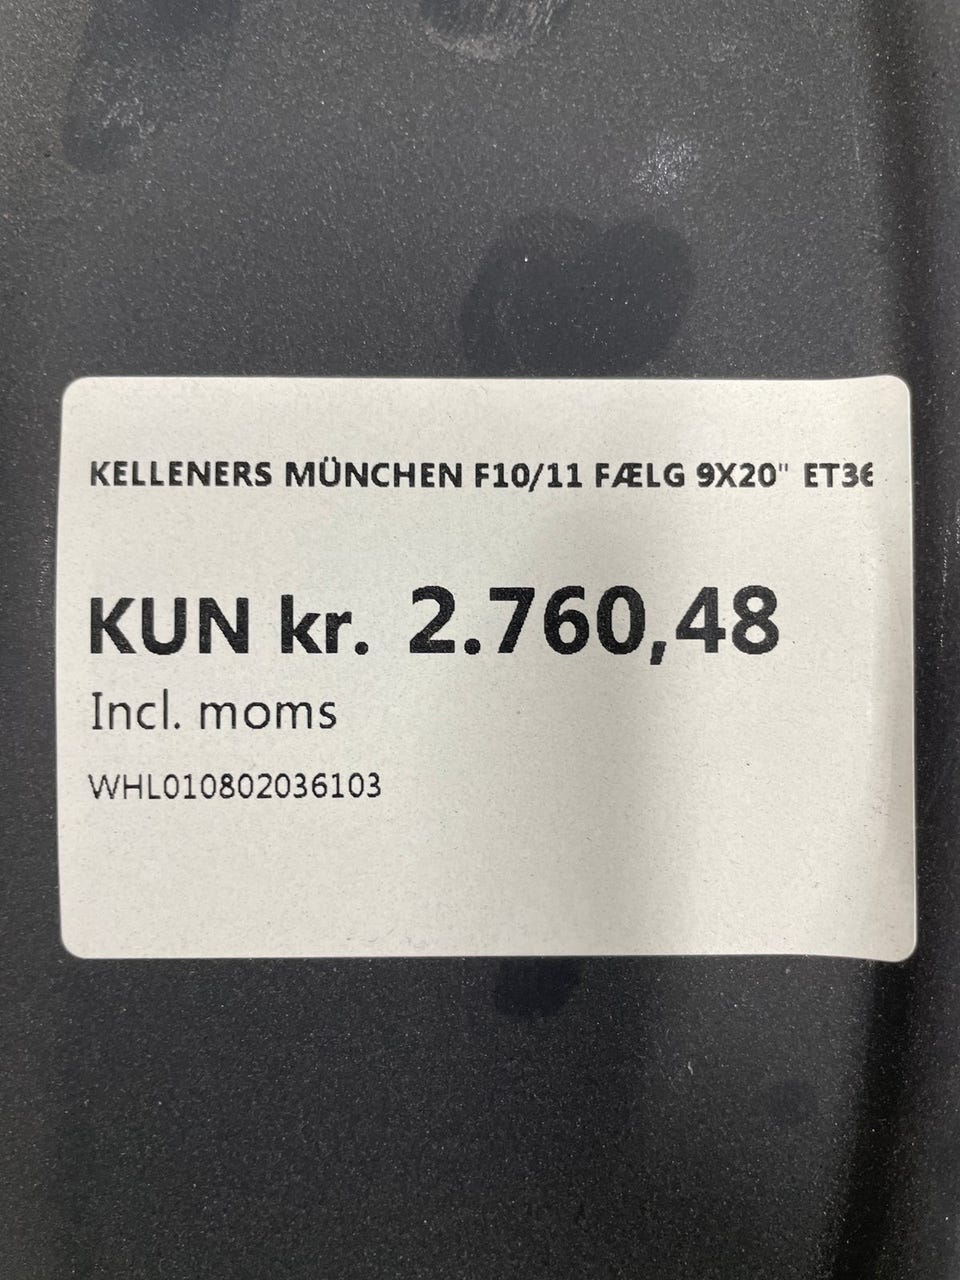 KELLENERS MÜNCHEN F10/11 FÆLG 9X20" ET36
KUN kr. 2.760,48
Incl. moms
WHL010802036103